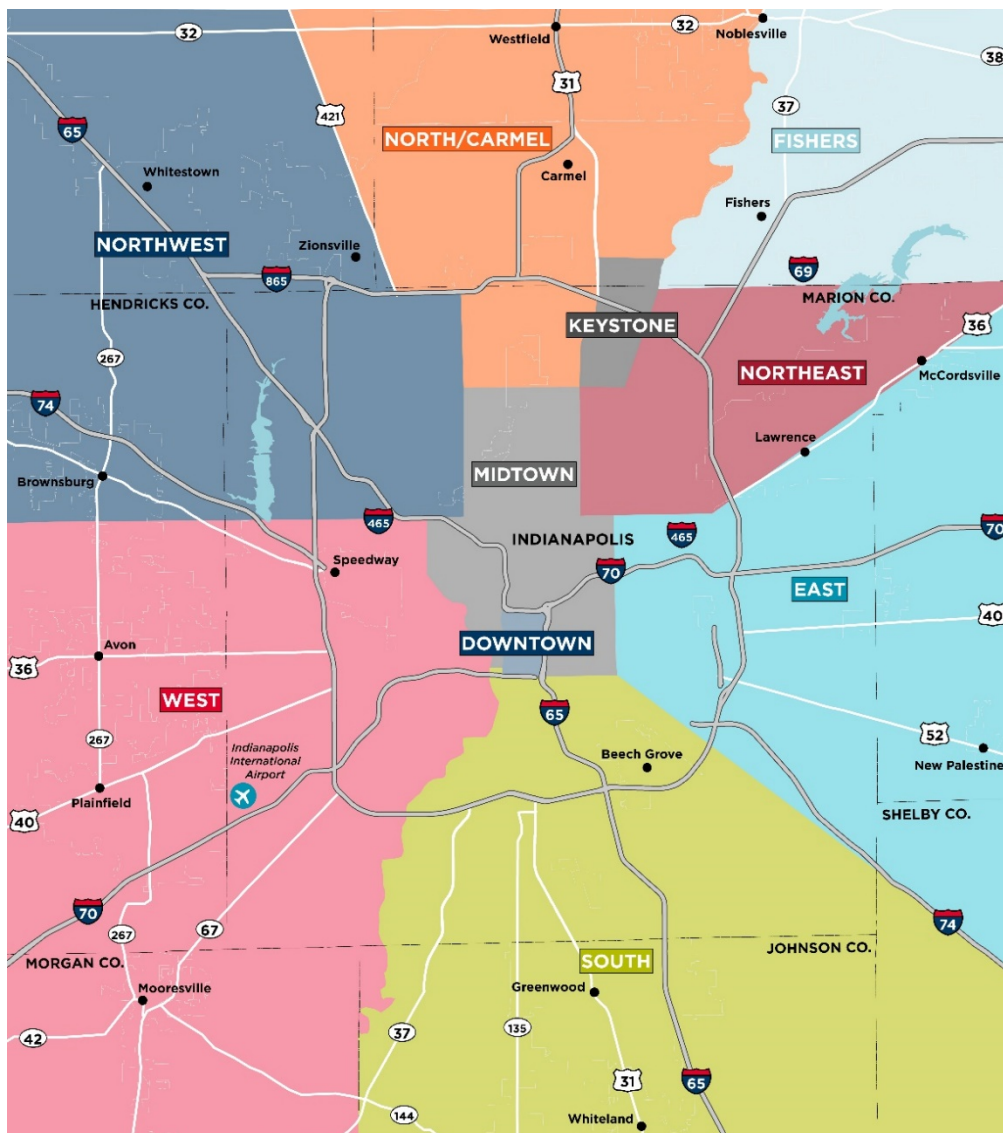 32
Westfield
32
Noblesville
38
31
37
421
65
NORTH/CARMEL
FISHERS
Whitestown
Carmel
Fishers
NORTHWEST
Zionsville
865
69
HENDRICKS CO.
MARION CO.
KEYSTONE
36
267
NORTHEAST
McCordsville
74
Lawrence
MIDTOWN
Brownsburg
465
INDIANAPOLIS
465
70
Speedway
70
EAST
40
DOWNTOWN
Avon
36
WEST
65
267
52
Indianapolis
International
Airport
Beech Grove
New Palestine
Plainfield
40
SHELBY CO.
70
67
74
267
MORGAN CO.
JOHNSON CO.
SOUTH
Mooresville
Greenwood
42
37
135
31
65
144
Whiteland